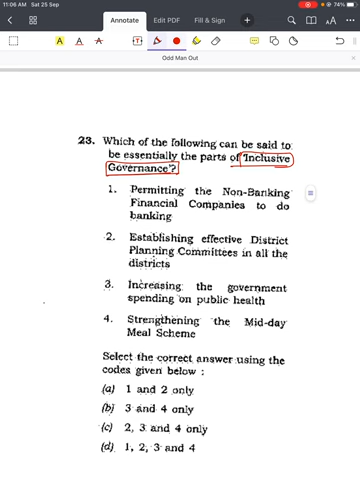 11:06 AM Sat 25 Sep
74%
Annotate Edit PDF Fill & Sign
Odd Man Out
23. Which of the following can be said to
be essentially the parts of 'Inclusive
Governance'?
1. Permitting the Non-Banking
Financial Companies to do
banking
2. Establishing effective District
Planning Committees in all the
districts
3. Increasing the government
spending on public health
4. Strengthening the Mid-day
Meal Scheme
Select the correct answer using the
codes given below :
(a) 1 and 2 only
(b) 3 and 4 only
(c) 2, 3 and 4 only
(d) 1, 2, 3 and 4